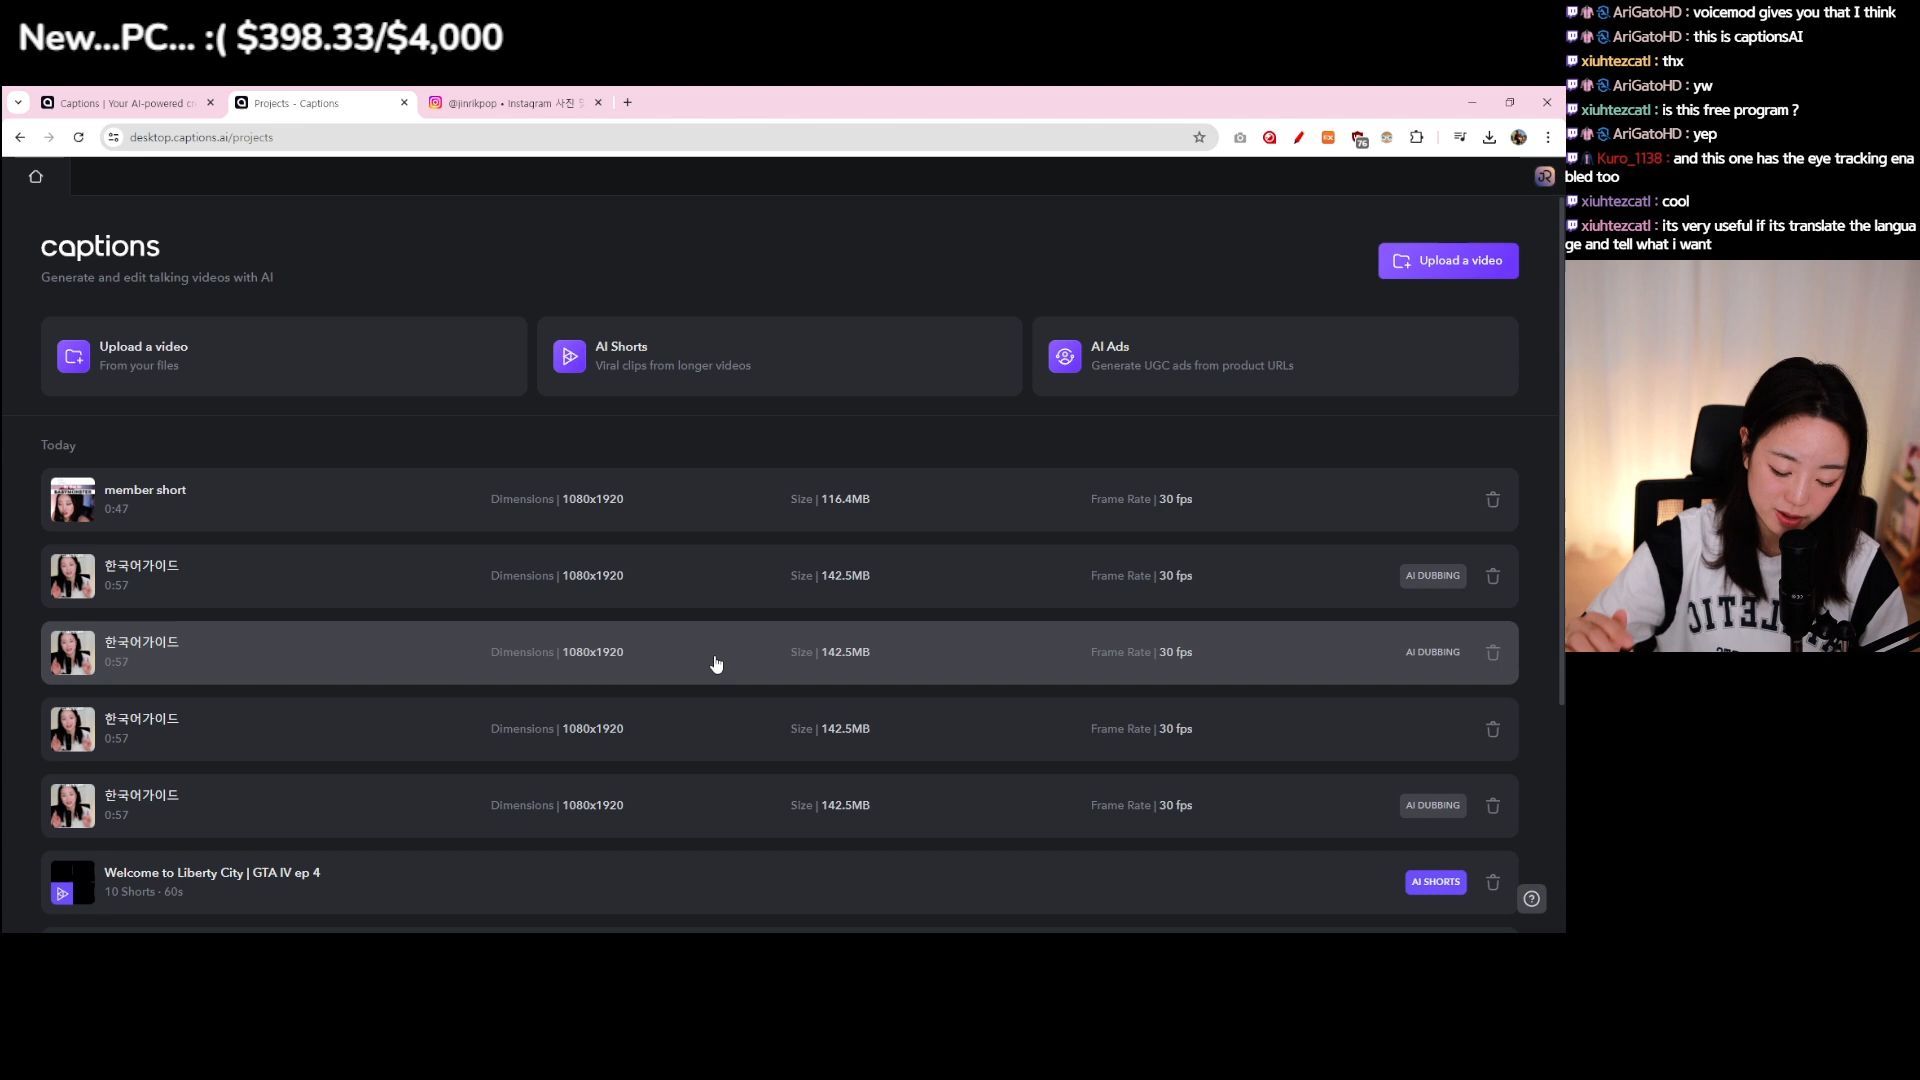 New...PC... :( $398.33/$4,000
AriGatoHD : voicemod gives you that I think
AriGatoHD : this is captionsAI
xiuhtezcatl : thx
AriGatoHD : yw
xiuhtezcatl : is this free program ?
AriGatoHD : yep
Kuro_1138 : and this one has the eye tracking ena
bled too
xiuhtezcatl : cool
xiuhtezcatl : its very useful if its translate the langua
ge and tell what i want
Captions | Your AI-powered cr
Projects - Captions
@jinrikpop • Instagram 사진 및
desktop.captions.ai/projects
76
JR
captions
Generate and edit talking videos with AI
Upload a video
Upload a video
From your files
AI Shorts
Viral clips from longer videos
AI Ads
Generate UGC ads from product URLs
Today
member short
0:47
Dimensions | 1080x1920
Size | 116.4MB
Frame Rate | 30 fps
한국어가이드
0:57
Dimensions | 1080x1920
Size | 142.5MB
Frame Rate | 30 fps
AI DUBBING
한국어가이드
0:57
Dimensions | 1080x1920
Size | 142.5MB
Frame Rate | 30 fps
AI DUBBING
한국어가이드
0:57
Dimensions | 1080x1920
Size | 142.5MB
Frame Rate | 30 fps
한국어가이드
0:57
Dimensions | 1080x1920
Size | 142.5MB
Frame Rate | 30 fps
AI DUBBING
Welcome to Liberty City | GTA IV ep 4
10 Shorts · 60s
AI SHORTS